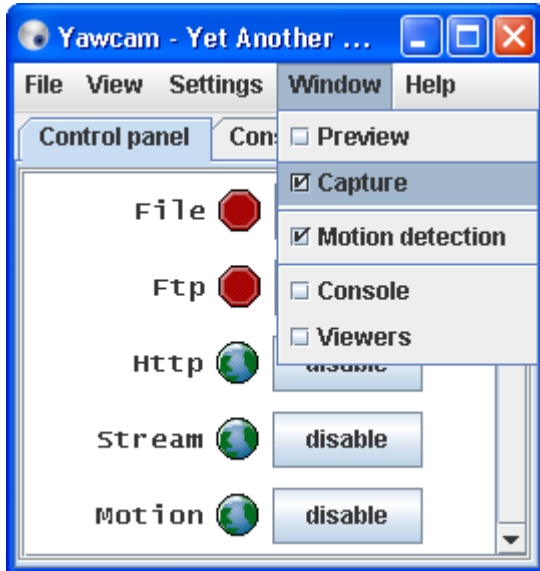 Yawcam - Yet Another ...
File View Settings Window Help
Control panel
Preview
Capture
Motion detection
Console
Viewers
File
Ftp
Http disable
Stream disable
Motion disable